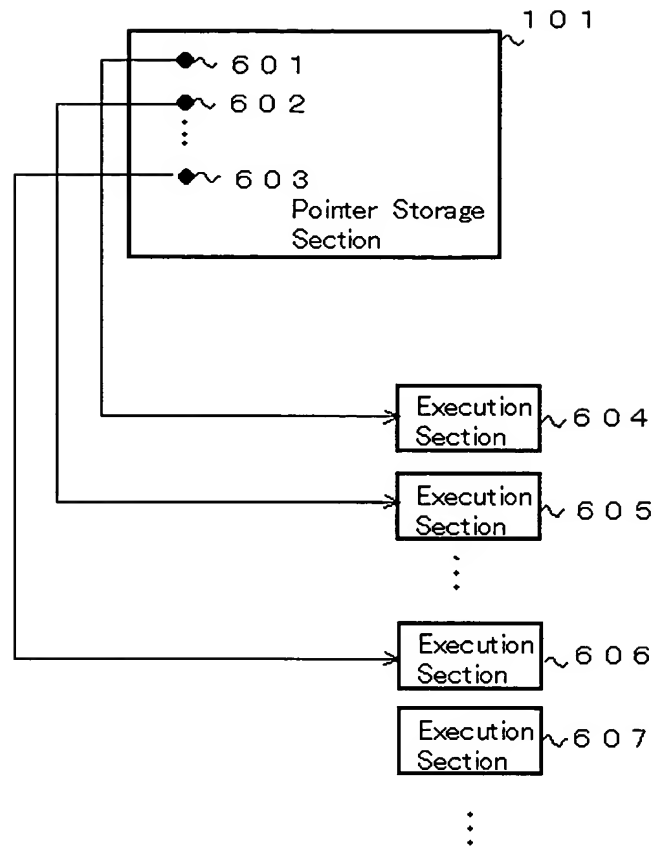 101
601
602
603
Pointer Storage
Section
Execution
Section
604
Execution
Section
605
Execution
Section
606
Execution
Section
607